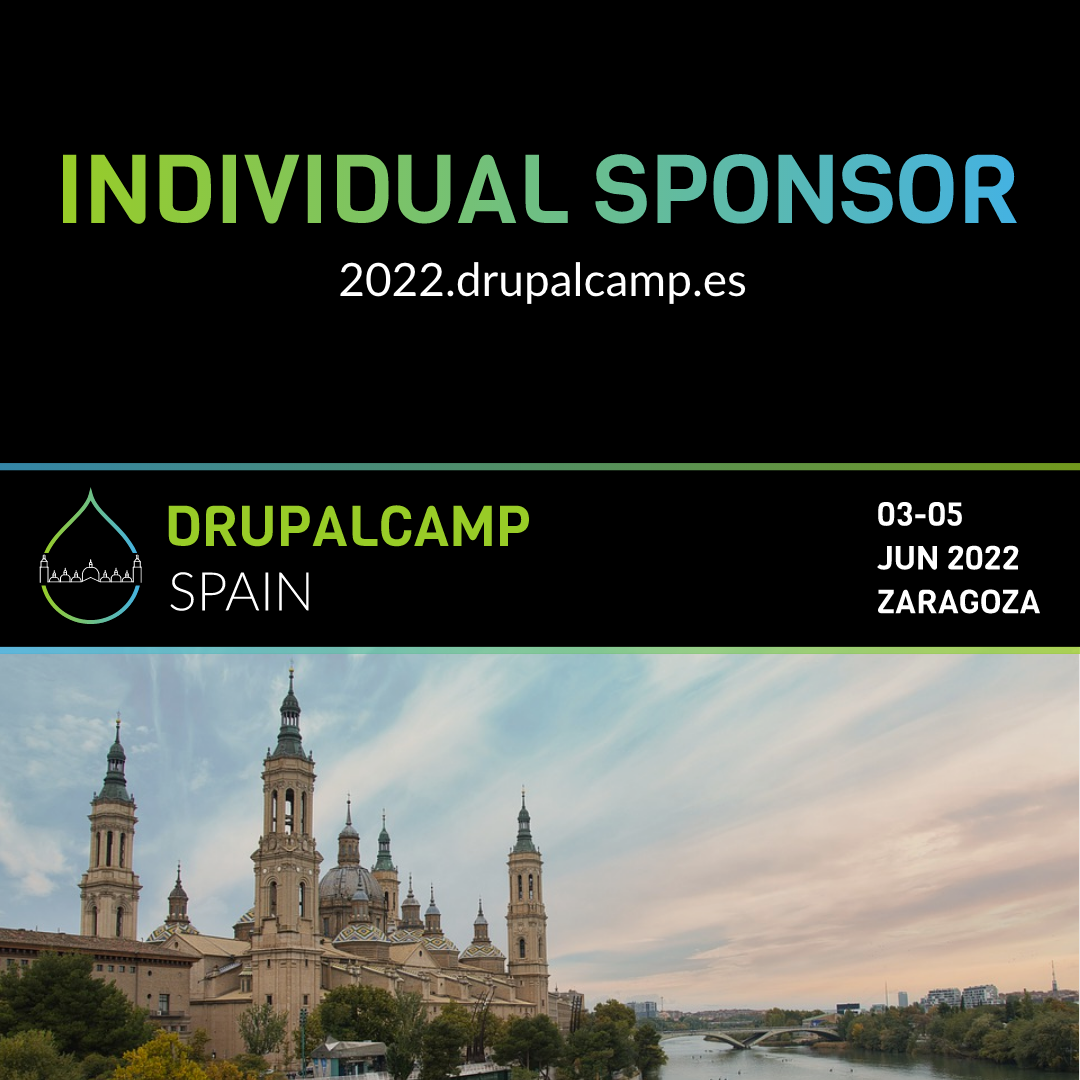 INDIVIDUAL SPONSOR
2022.drupalcamp.es
DRUPALCAMP
SPAIN
03-05
JUN 2022
ZARAGOZA